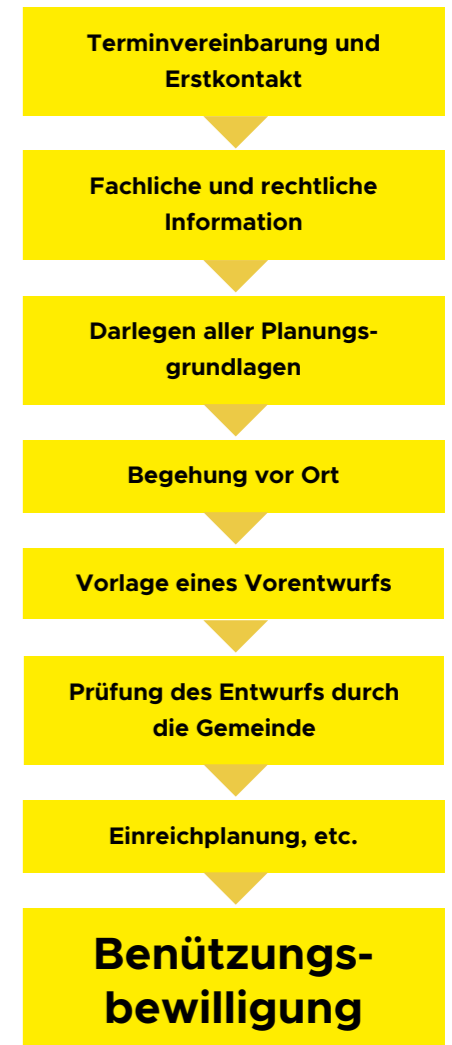 Terminvereinbarung und
Erstkontakt
Fachliche und rechtliche
Information
Darlegen aller Planungs-
grundlagen
Begehung vor Ort
Vorlage eines Vorentwurfs
Prüfung des Entwurfs durch
die Gemeinde
Einreichplanung, etc.
Benützungs-
bewilligung